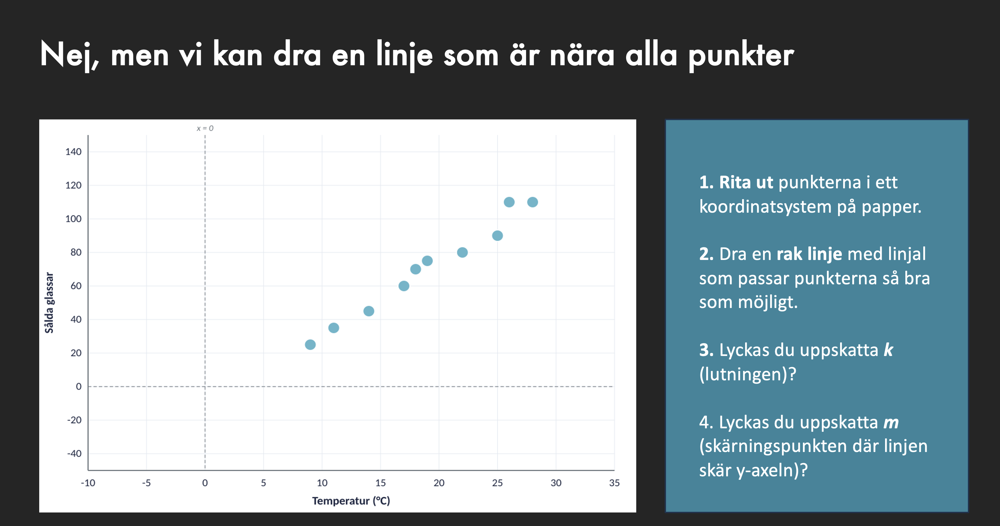 Nej, men vi kan dra en linje som är nära alla punkter
x = 0
140
120
100
80
60
40
20
0
-20
-40
Sålda glassar
-10 -5 0 5 10 15 20 25 30 35
Temperatur (°C)
1. Rita ut punkterna i ett
koordinatsystem på papper.
2. Dra en rak linje med linjal
som passar punkterna så bra
som möjligt.
3. Lyckas du uppskatta k
(lutningen)?
4. Lyckas du uppskatta m
(skärningspunkten där linjen
skär y-axeln)?